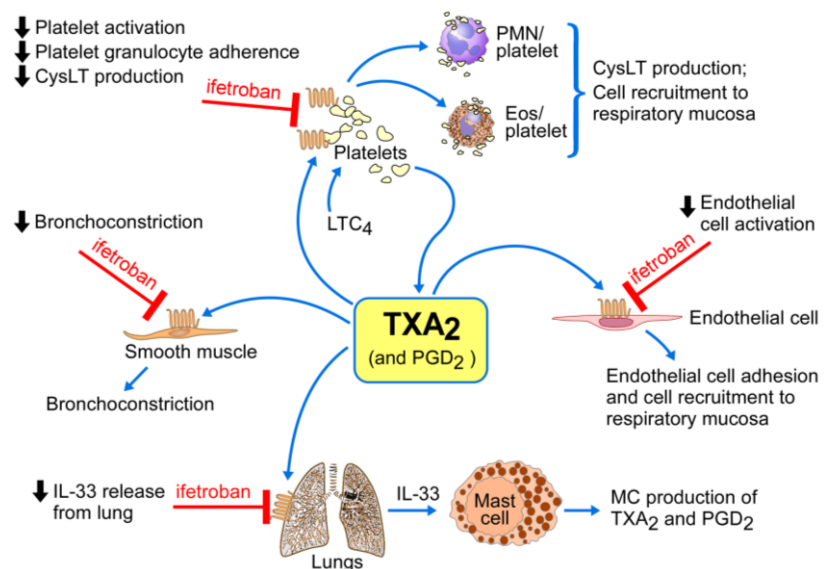 Platelet activation
Platelet granulocyte adherence
CysLT production
ifetroban
Platelets
LTC4
PMN/
platelet
Eos/
platelet
CysLT production;
Cell recruitment to
respiratory mucosa
Bronchoconstriction
ifetroban
Smooth muscle
Bronchoconstriction
TXA2
(and PGD2 )
Endothelial
cell activation
ifetroban
Endothelial cell
Endothelial cell adhesion
and cell recruitment to
respiratory mucosa
IL-33 release
from lung
ifetroban
Lungs
IL-33
Mast
cell
MC production of
TXA2 and PGD2